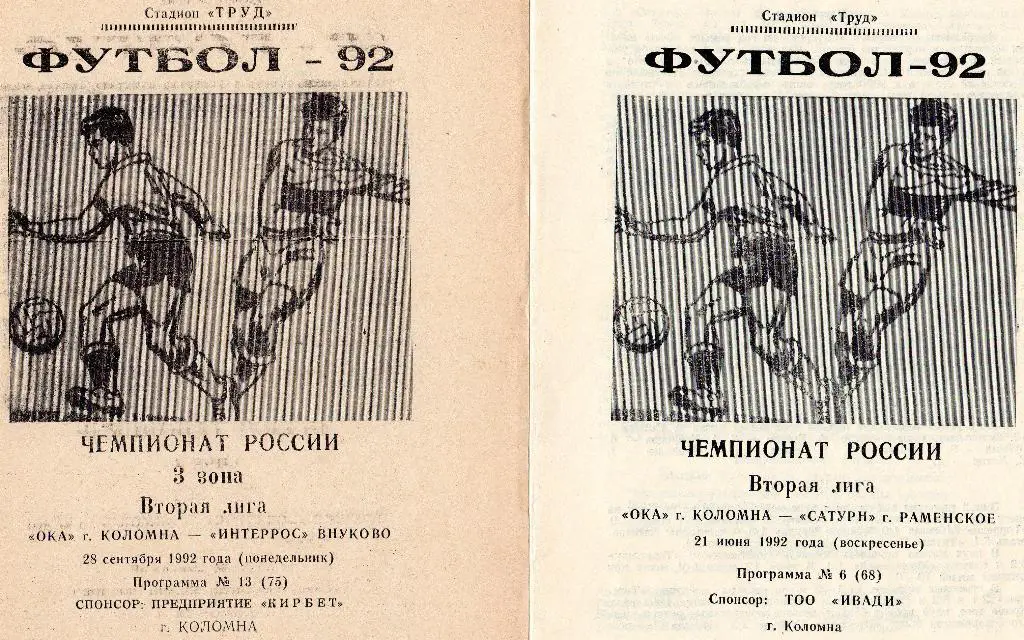 Стадион «ТРУД»
ФУТБОЛ - 92
ЧЕМПИОНАТ РОССИИ
3 зона
Вторая лига
«ОКА» г. КОЛОМНА — «ИНТЕРРОС» ВНУКОВО
28 сентября 1992 года (понедельник)
Программа № 13 (75)
СПОНСОР: ПРЕДПРИЯТИЕ «КИРБЕТ»
г. КОЛОМНА
Стадион «Труд»
ФУТБОЛ-92
ЧЕМПИОНАТ РОССИИ
Вторая лига
«ОКА» г. КОЛОМНА — «САТУРН» г. РАМЕНСКОЕ
21 июня 1992 года (воскресенье)
Программа № 6 (68)
Спонсор: ТОО «ИВАДИ»
г. Коломна